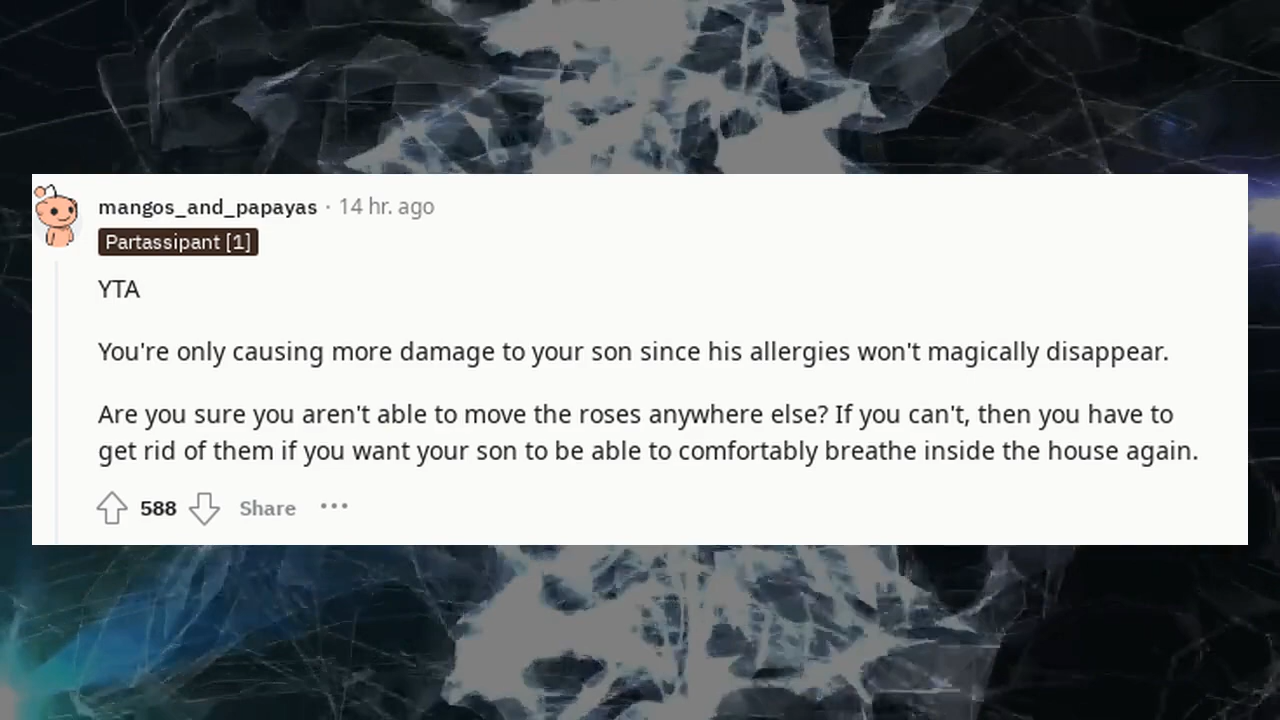 mangos_and_papayas · 14 hr. ago
Partassipant [1]
YTA
You're only causing more damage to your son since his allergies won't magically disappear.
Are you sure you aren't able to move the roses anywhere else? If you can't, then you have to
get rid of them if you want your son to be able to comfortably breathe inside the house again.
588 Share ···